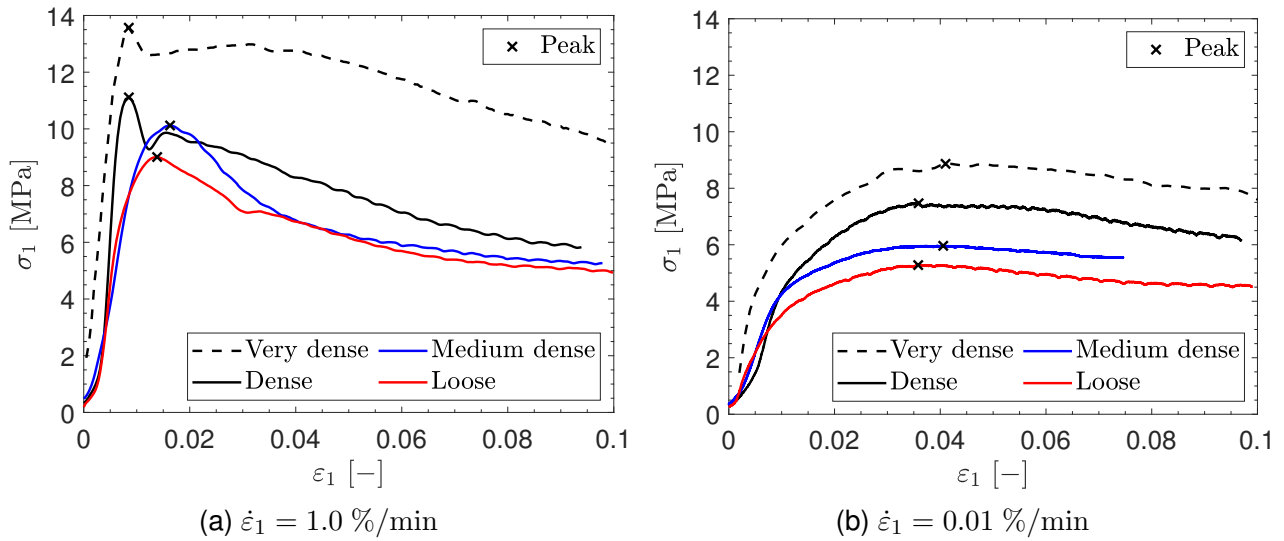 14
12
10
8
6
4
2
0
σ₁ [MPa]
× Peak
Very dense Medium dense
Dense Loose
0 0.02 0.04 0.06 0.08 0.1
ε₁ [−]
(a) ε̇₁ = 1.0 %/min
14
12
10
8
6
4
2
0
σ₁ [MPa]
× Peak
Very dense Medium dense
Dense Loose
0 0.02 0.04 0.06 0.08 0.1
ε₁ [−]
(b) ε̇₁ = 0.01 %/min